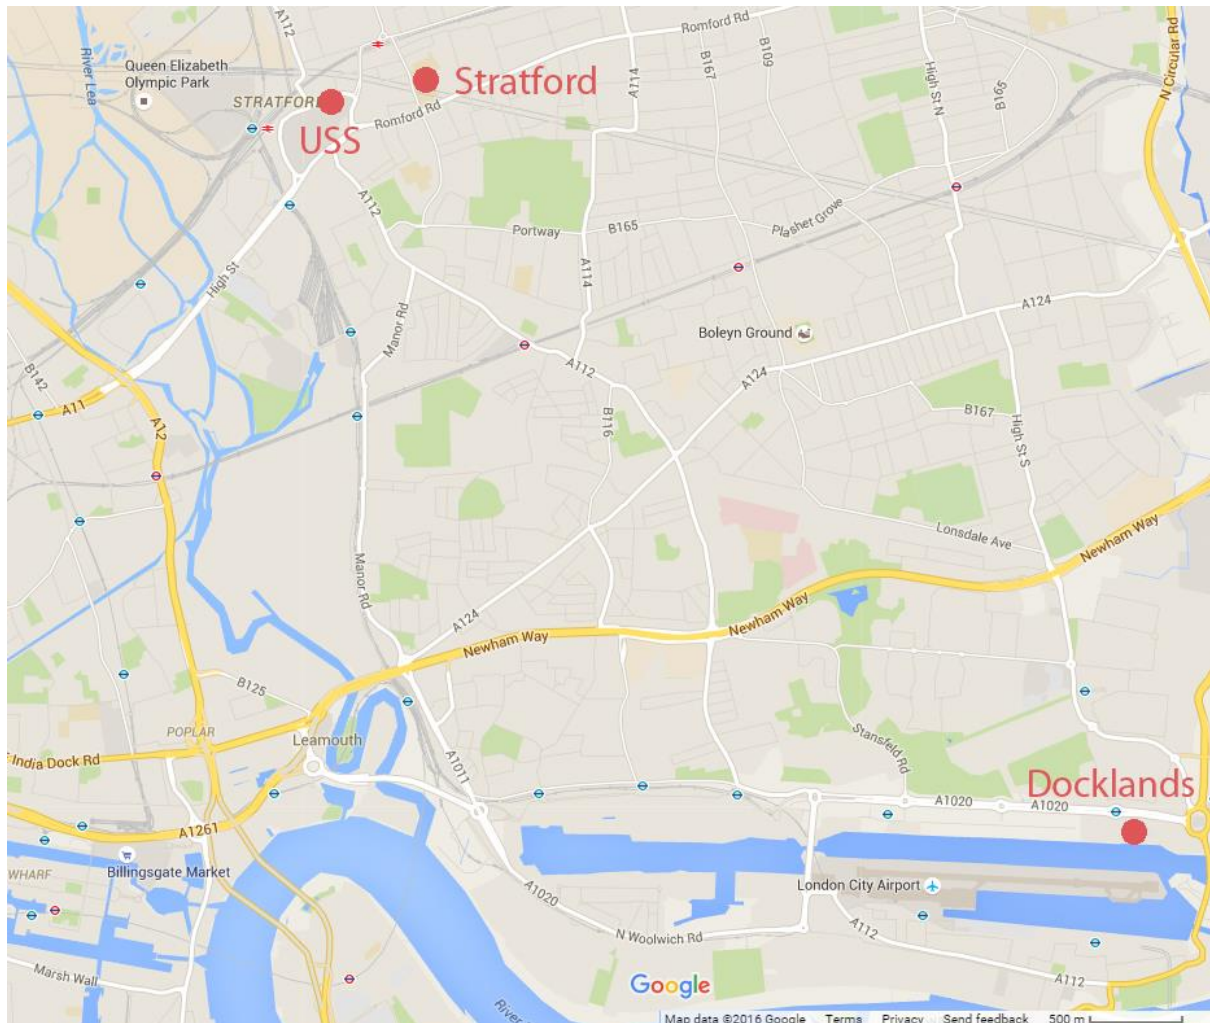 A112
Romford Rd
B109
B167
A114
N Circular Rd
River Lea
Queen Elizabeth
Olympic Park
Stratford
High St N
B165
STRATFORD
Romford Rd
USS
A112
Portway
B165
Plashet Grove
A114
High St
Manor Rd
A124
Boleyn Ground
A112
B142
A124
A11
B116
B167
High St S
A12
Lonsdale Ave
Newham Way
Manor Rd
A124
Newham Way
Newham Way
B125
POPLAR
Leamouth
India Dock Rd
A1011
Stansfeld Rd
Docklands
A1020
A1020
A1261
Billingsgate Market
WHARF
London City Airport
A1020
N Woolwich Rd
A112
Marsh Wall
A112
Google
River
Map data ©2016 Google Terms Privacy Send feedback 500 m